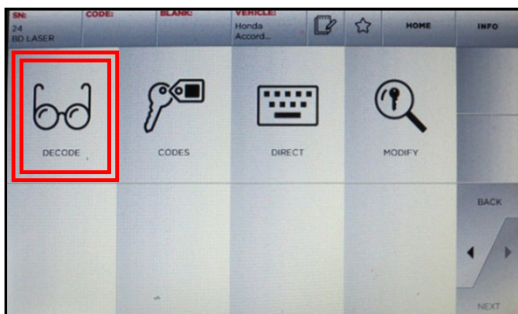 SN: CODE: BLANK: VEHICLE:
24 Honda HOME INFO
BD LASER Accord...
DECODE CODES DIRECT MODIFY
BACK
NEXT